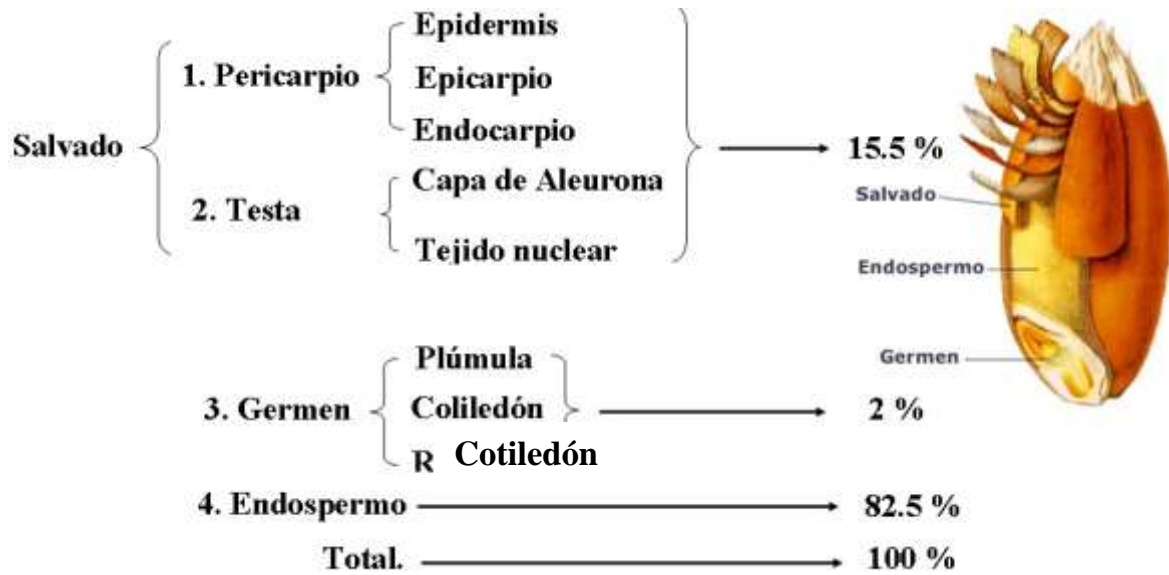 Salvado
1. Pericarpio
Epidermis
Epicarpio
Endocarpio
2. Testa
Capa de Aleurona
Tejido nuclear
15.5 %
3. Germen
Plúmula
Coliledón
R Cotiledón
2 %
4. Endospermo
82.5 %
Total.
100 %
Salvado
Endospermo
Germen